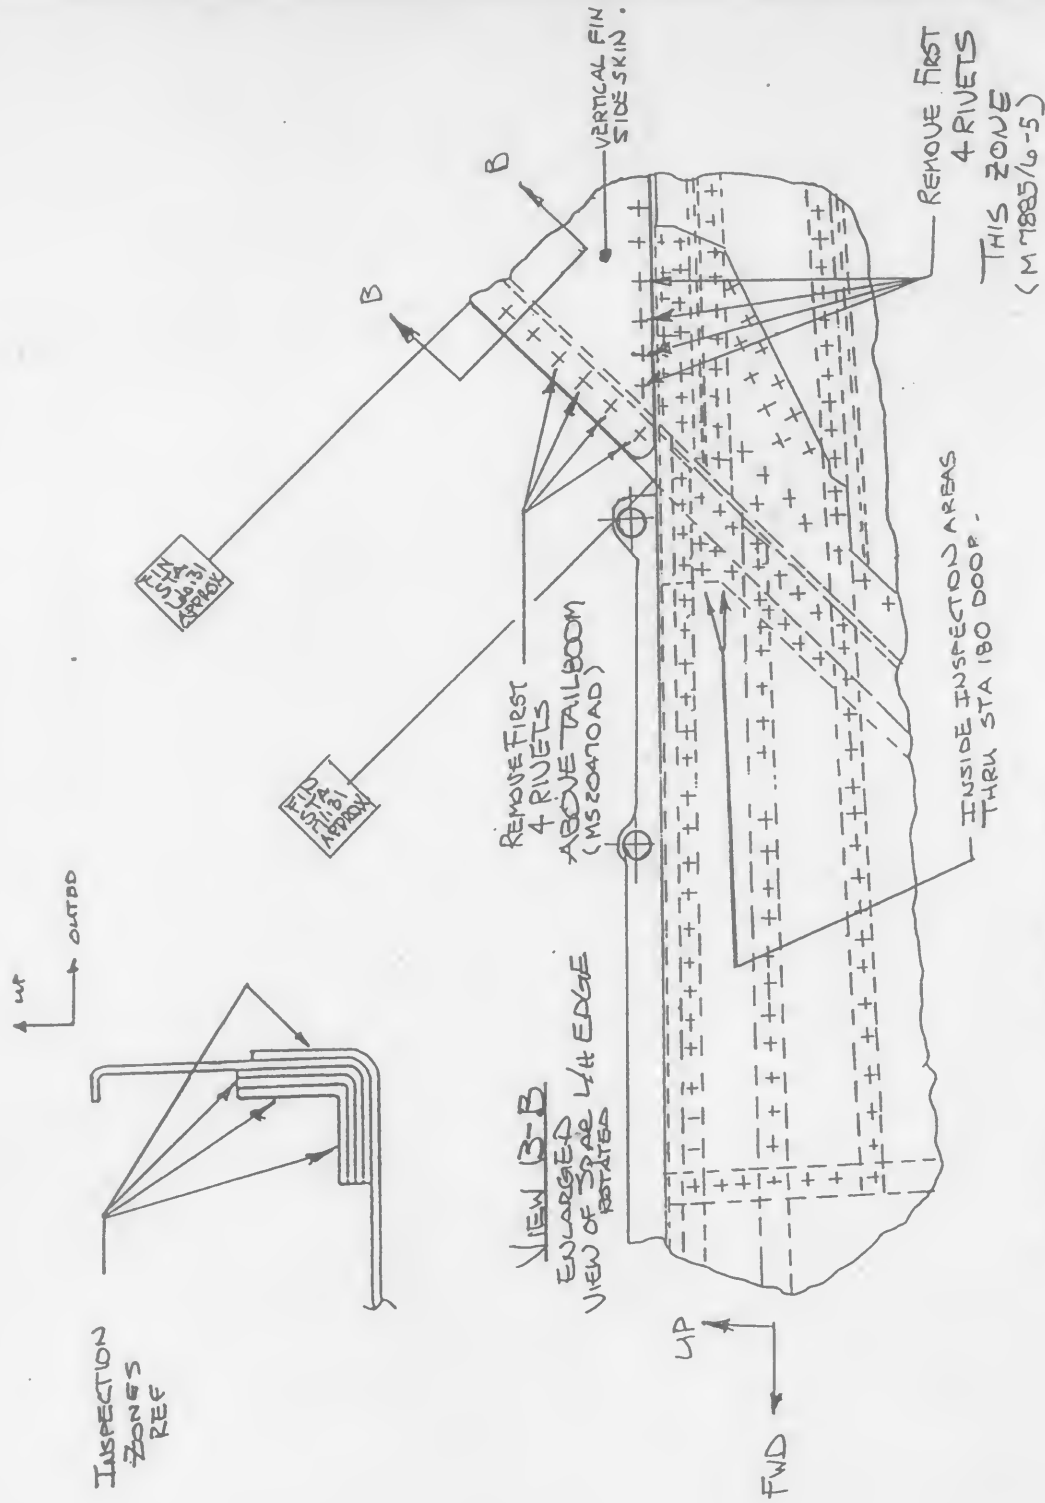 INSPECTION
ZONES
REF
UP
OUTBD
VIEW B-B
ENLARGED
VIEW OF SPAR L/H EDGE
ROTATED
FIN
STA
APPROX
FIN
STA
APPROX
B
B
REMOVE FIRST
4 RIVETS
ABOVE TAILBOOM
(MS20470AD)
VERTICAL FIN
SIDE SKIN.
UP
FWD
INSIDE INSPECTION AREAS
THRU STA 180 DOOR.
REMOVE FIRST
4 RIVETS
THIS ZONE